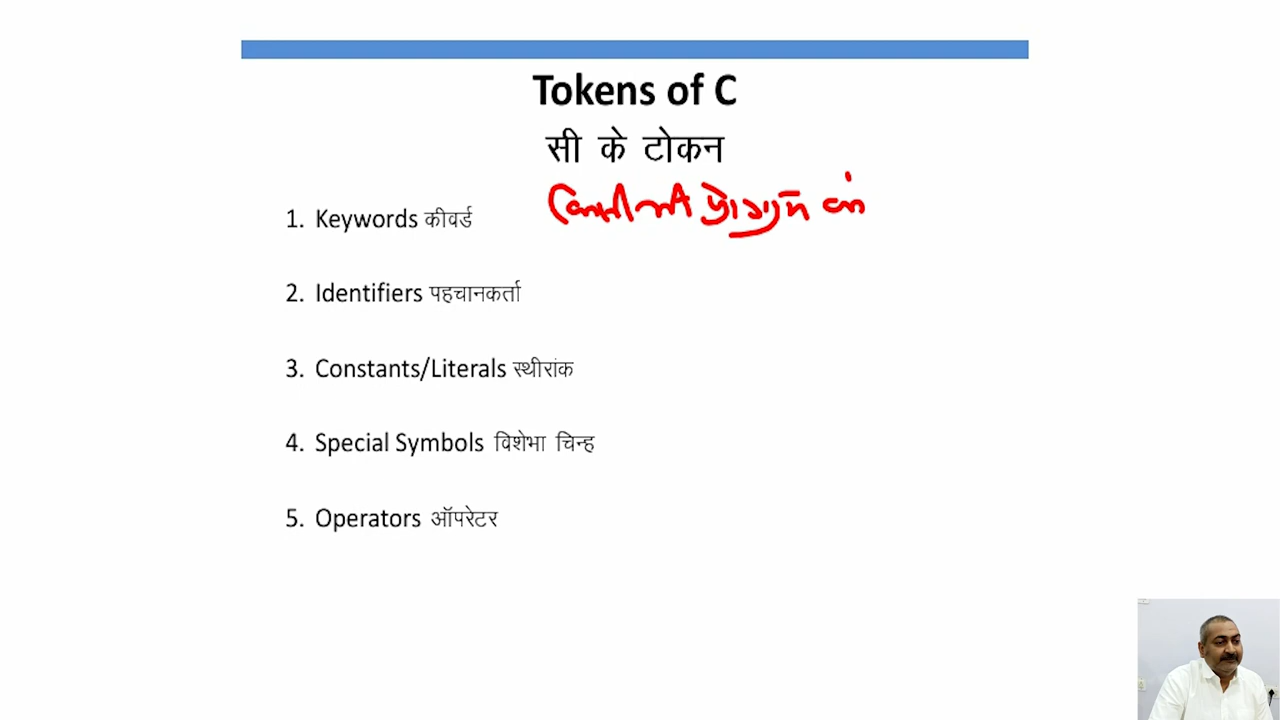 Tokens of C
सी के टोकन
किसी भी प्रोग्राम के
1. Keywords कीवर्ड
2. Identifiers पहचानकर्ता
3. Constants/Literals स्थीरांक
4. Special Symbols विशेभा चिन्ह
5. Operators ऑपरेटर